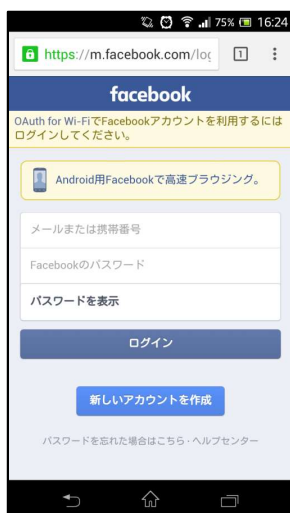 75% 16:24
https://m.facebook.com/log
1
facebook
OAuth for Wi-FiでFacebookアカウントを利用するには
ログインしてください。
Android用Facebookで高速ブラウジング。
メールまたは携帯番号
Facebookのパスワード
パスワードを表示
ログイン
新しいアカウントを作成
パスワードを忘れた場合はこちら・ヘルプセンター